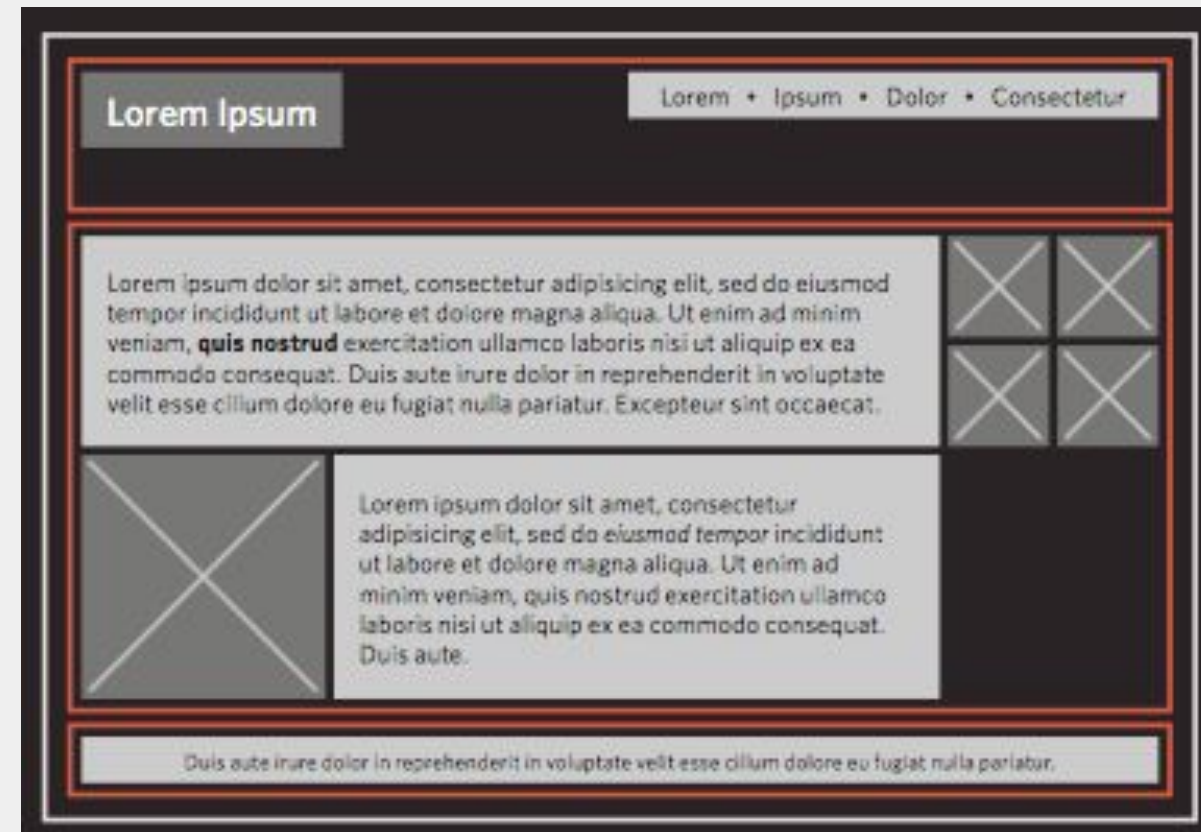 Lorem Ipsum
Lorem • Ipsum • Dolor • Consectetur
Lorem ipsum dolor sit amet, consectetur adipisicing elit, sed do eiusmod
tempor incididunt ut labore et dolore magna aliqua. Ut enim ad minim
veniam, quis nostrud exercitation ullamco laboris nisi ut aliquip ex ea
commodo consequat. Duis aute irure dolor in reprehenderit in voluptate
velit esse cillum dolore eu fugiat nulla pariatur. Excepteur sint occaecat.
Lorem ipsum dolor sit amet, consectetur
adipisicing elit, sed do eiusmod tempor incididunt
ut labore et dolore magna aliqua. Ut enim ad
minim veniam, quis nostrud exercitation ullamco
laboris nisi ut aliquip ex ea commodo consequat.
Duis aute.
Duis aute irure dolor in reprehenderit in voluptate velit esse cillum dolore eu fugiat nulla pariatur.